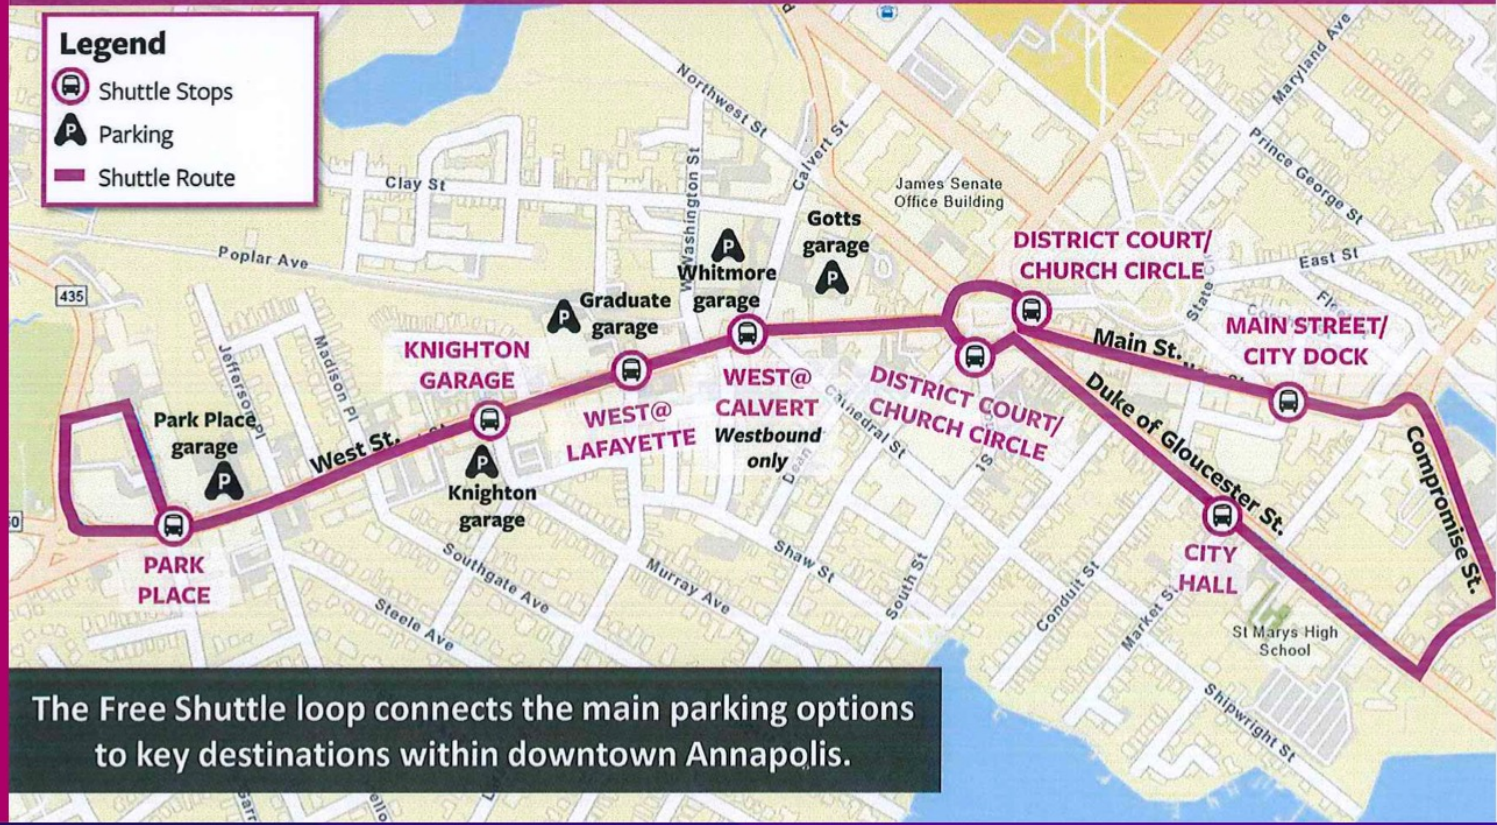 Legend
Shuttle Stops
P
Parking
Shuttle Route
Northwest St
Calvert St
Clay St
Washington St
Maryland Ave
Prince George St
James Senate
Office Building
Gotts
garage
P
P
Whitmore
garage
Poplar Ave
435
DISTRICT COURT/
CHURCH CIRCLE
East St
Graduate
garage
P
MAIN STREET/
CITY DOCK
Main St.
KNIGHTON
GARAGE
Jefferson Pl
Madison Pl
WEST@
CALVERT
Westbound
only
WEST@
LAFAYETTE
DISTRICT COURT/
CHURCH CIRCLE
Cathedral St
Duke of Gloucester St.
Compromise St.
Park Place
garage
P
West St.
P
Knighton
garage
PARK
PLACE
CITY
HALL
Southgate Ave
Murray Ave
Shaw St
South St
Conduit St
Market S
Steele Ave
St Marys High
School
Shipwright St
The Free Shuttle loop connects the main parking options
to key destinations within downtown Annapolis.